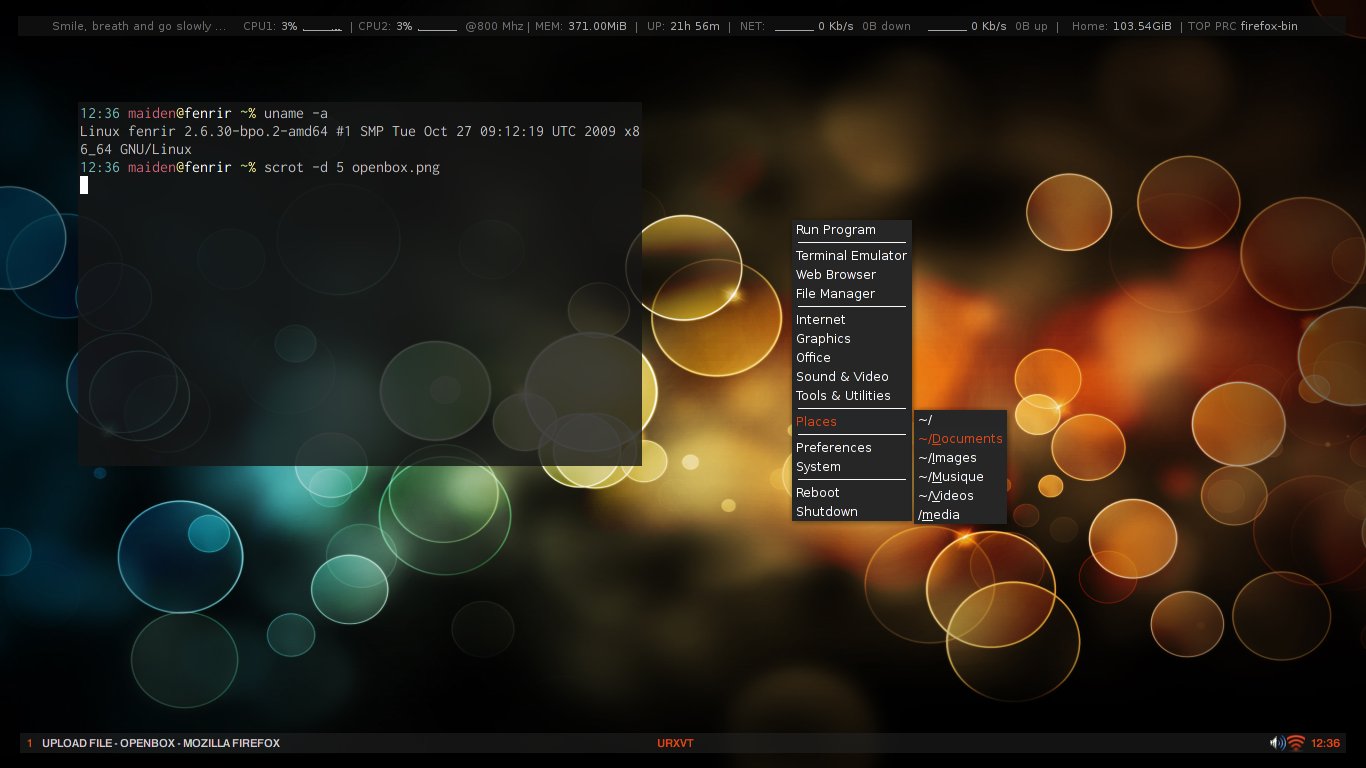 Smile, breath and go slowly ... CPU1: 3% | CPU2: 3% @800 Mhz | MEM: 371.00MiB | UP: 21h 56m | NET: 0 Kb/s 0B down 0 Kb/s 0B up | Home: 103.54GiB | TOP PRC firefox-bin
12:36 maiden@fenrir ~% uname -a
Linux fenrir 2.6.30-bpo.2-amd64 #1 SMP Tue Oct 27 09:12:19 UTC 2009 x8
6_64 GNU/Linux
12:36 maiden@fenrir ~% scrot -d 5 openbox.png
Run Program
Terminal Emulator
Web Browser
File Manager
Internet
Graphics
Office
Sound & Video
Tools & Utilities
Places
Preferences
System
Reboot
Shutdown
~/
~/Documents
~/Images
~/Musique
~/Videos
/media
1 UPLOAD FILE - OPENBOX - MOZILLA FIREFOX URXVT 12:36